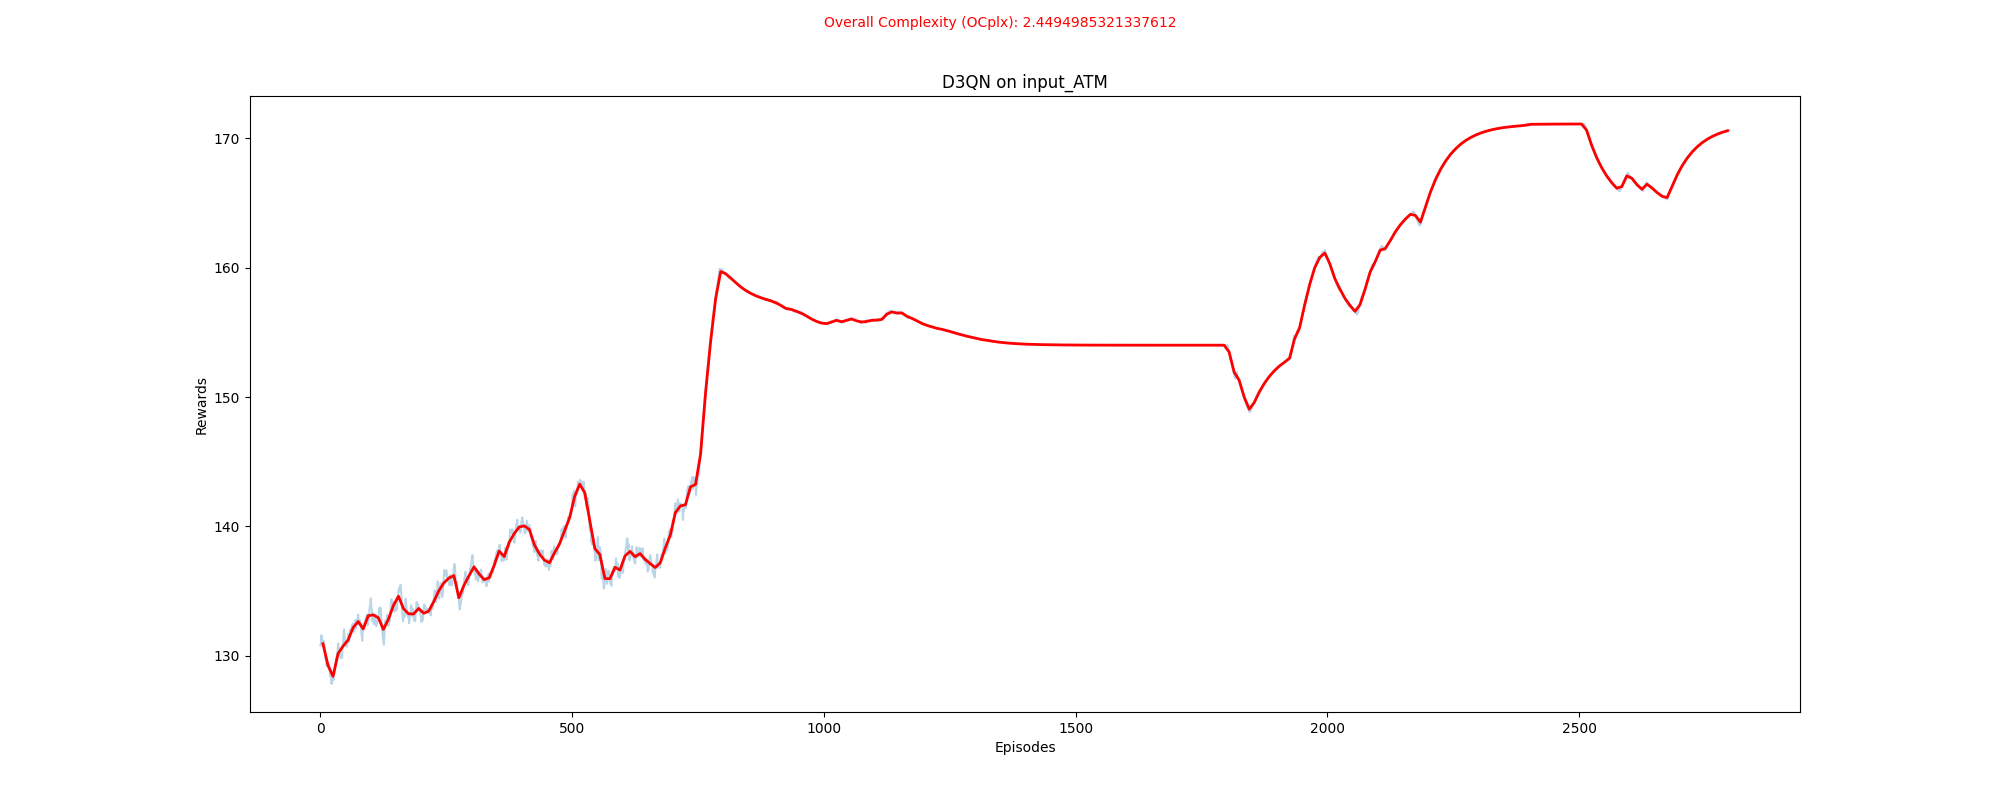 Overall Complexity (OCplx): 2.4494985321337612
D3QN on input_ATM
170
160
150
140
130
Rewards
0 500 1000 1500 2000 2500
Episodes